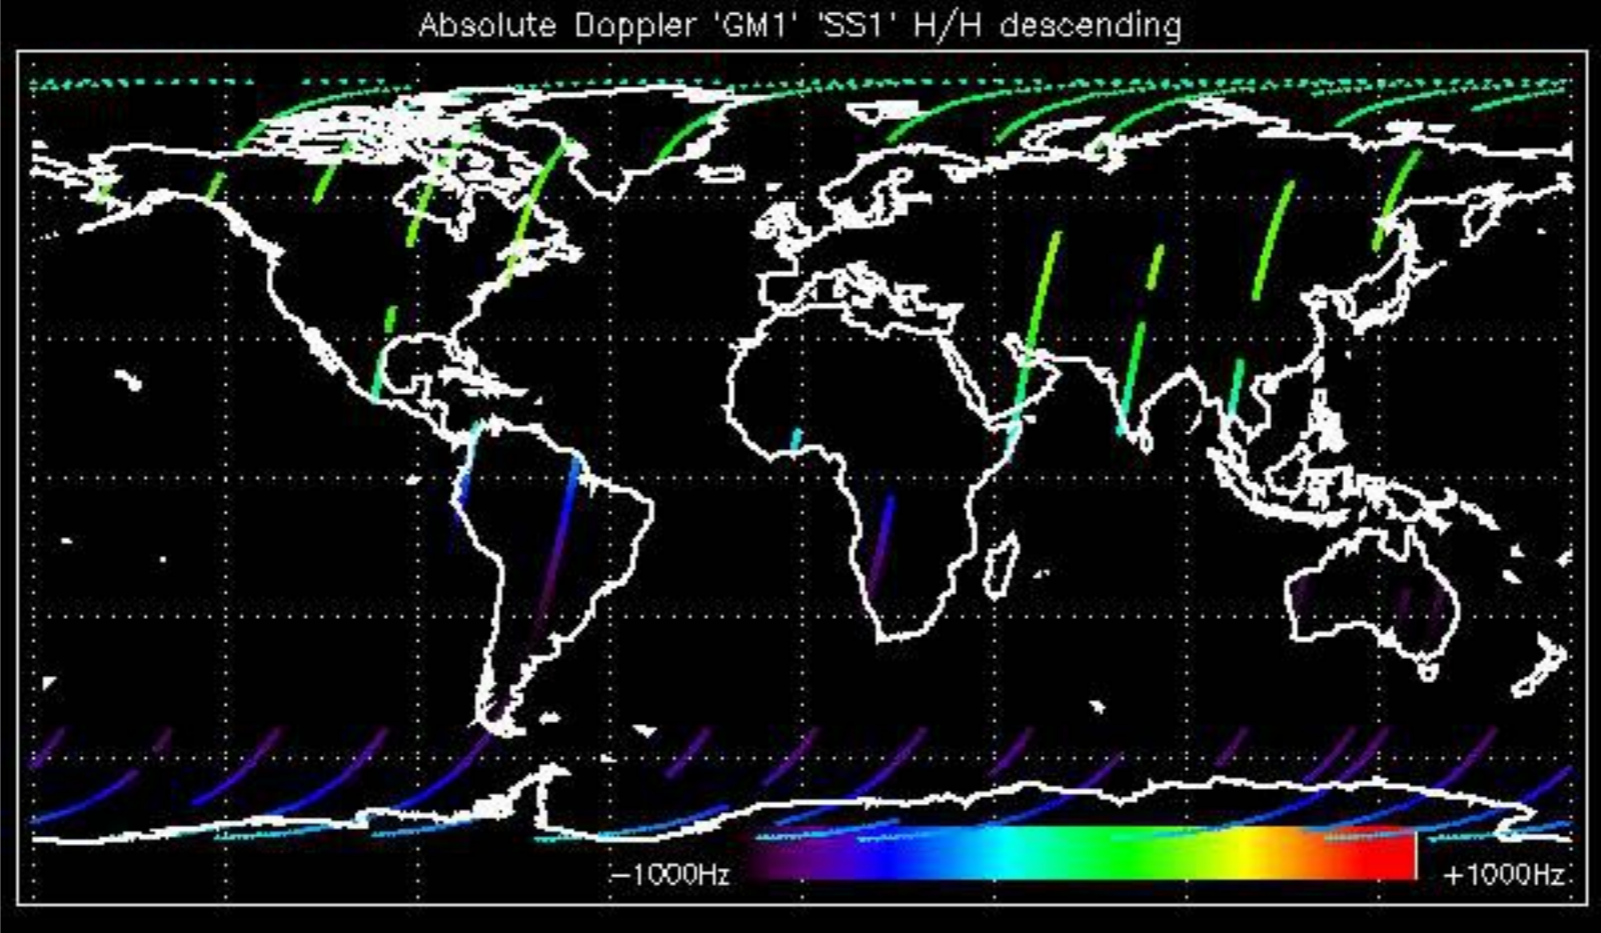 Absolute Doppler 'GM1' 'SS1' H/H descending
−1000Hz
+1000Hz